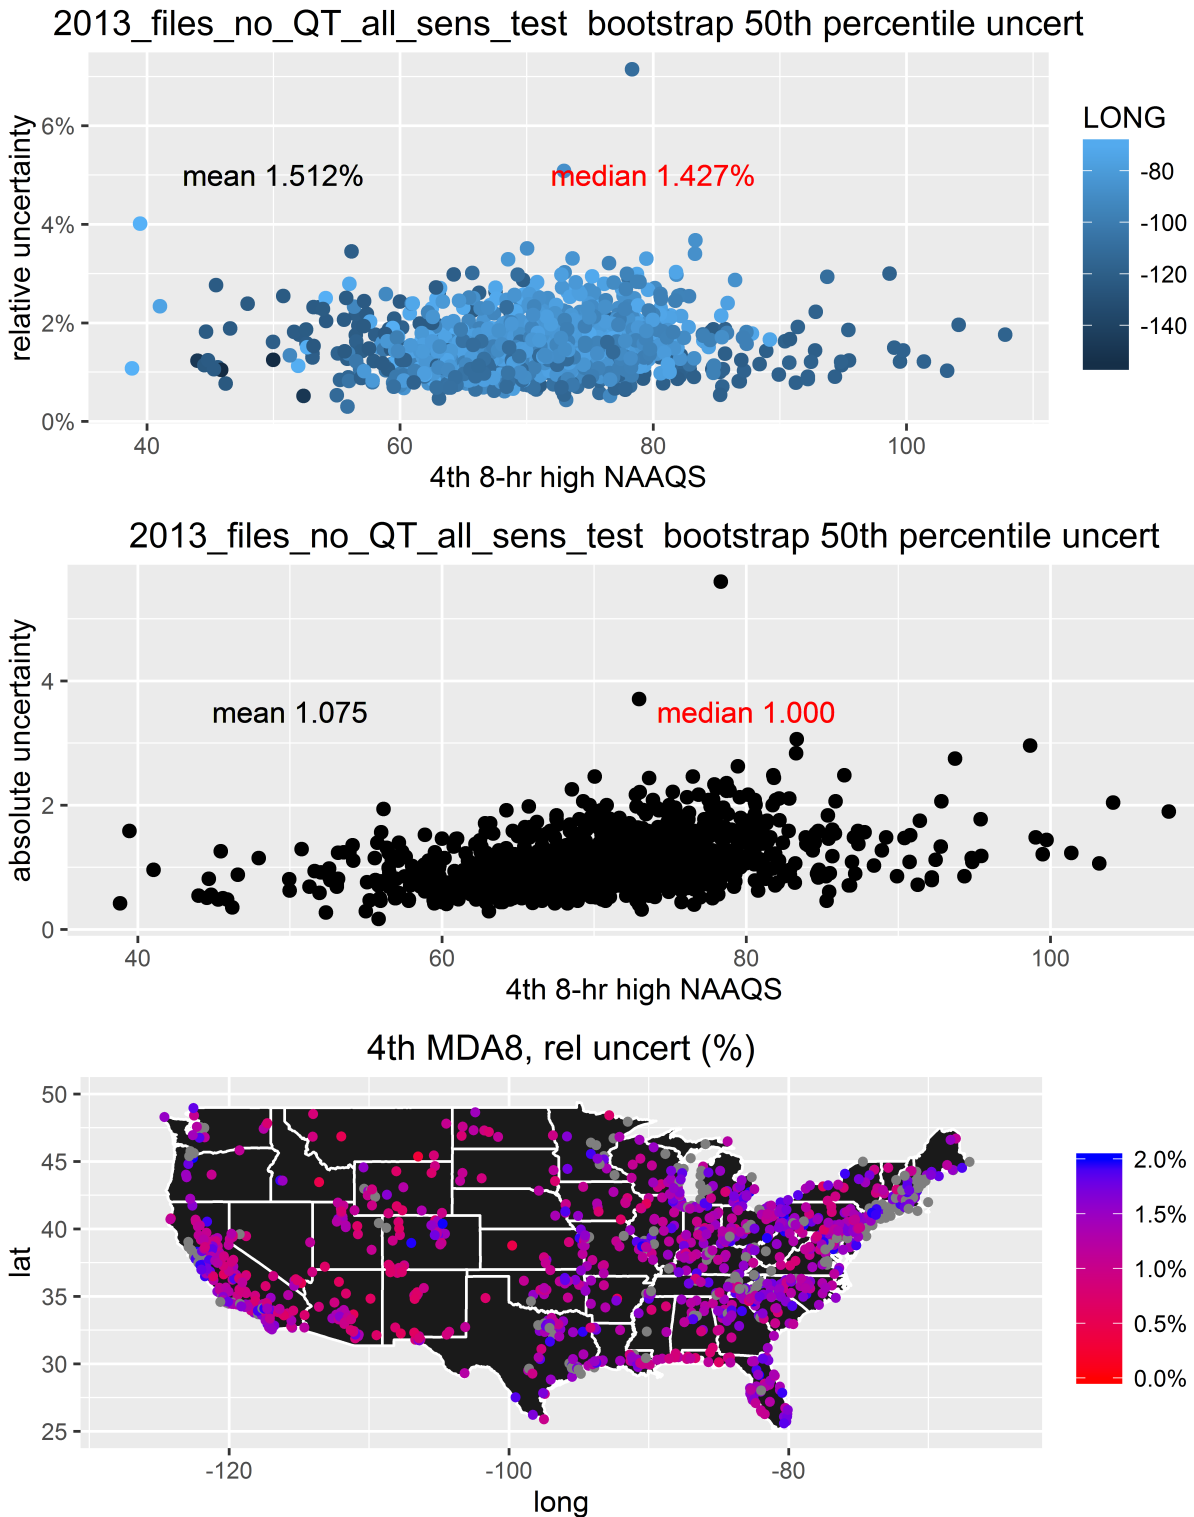 2013_files_no_QT_all_sens_test  bootstrap 50th percentile uncert
relative uncertainty
6%
4%
2%
0%
mean 1.512%
median 1.427%
40 60 80 100
4th 8-hr high NAAQS
LONG
-80
-100
-120
-140
2013_files_no_QT_all_sens_test  bootstrap 50th percentile uncert
absolute uncertainty
4
2
0
mean 1.075
median 1.000
40 60 80 100
4th 8-hr high NAAQS
4th MDA8, rel uncert (%)
lat
50
45
40
35
30
25
-120 -100 -80
long
2.0%
1.5%
1.0%
0.5%
0.0%